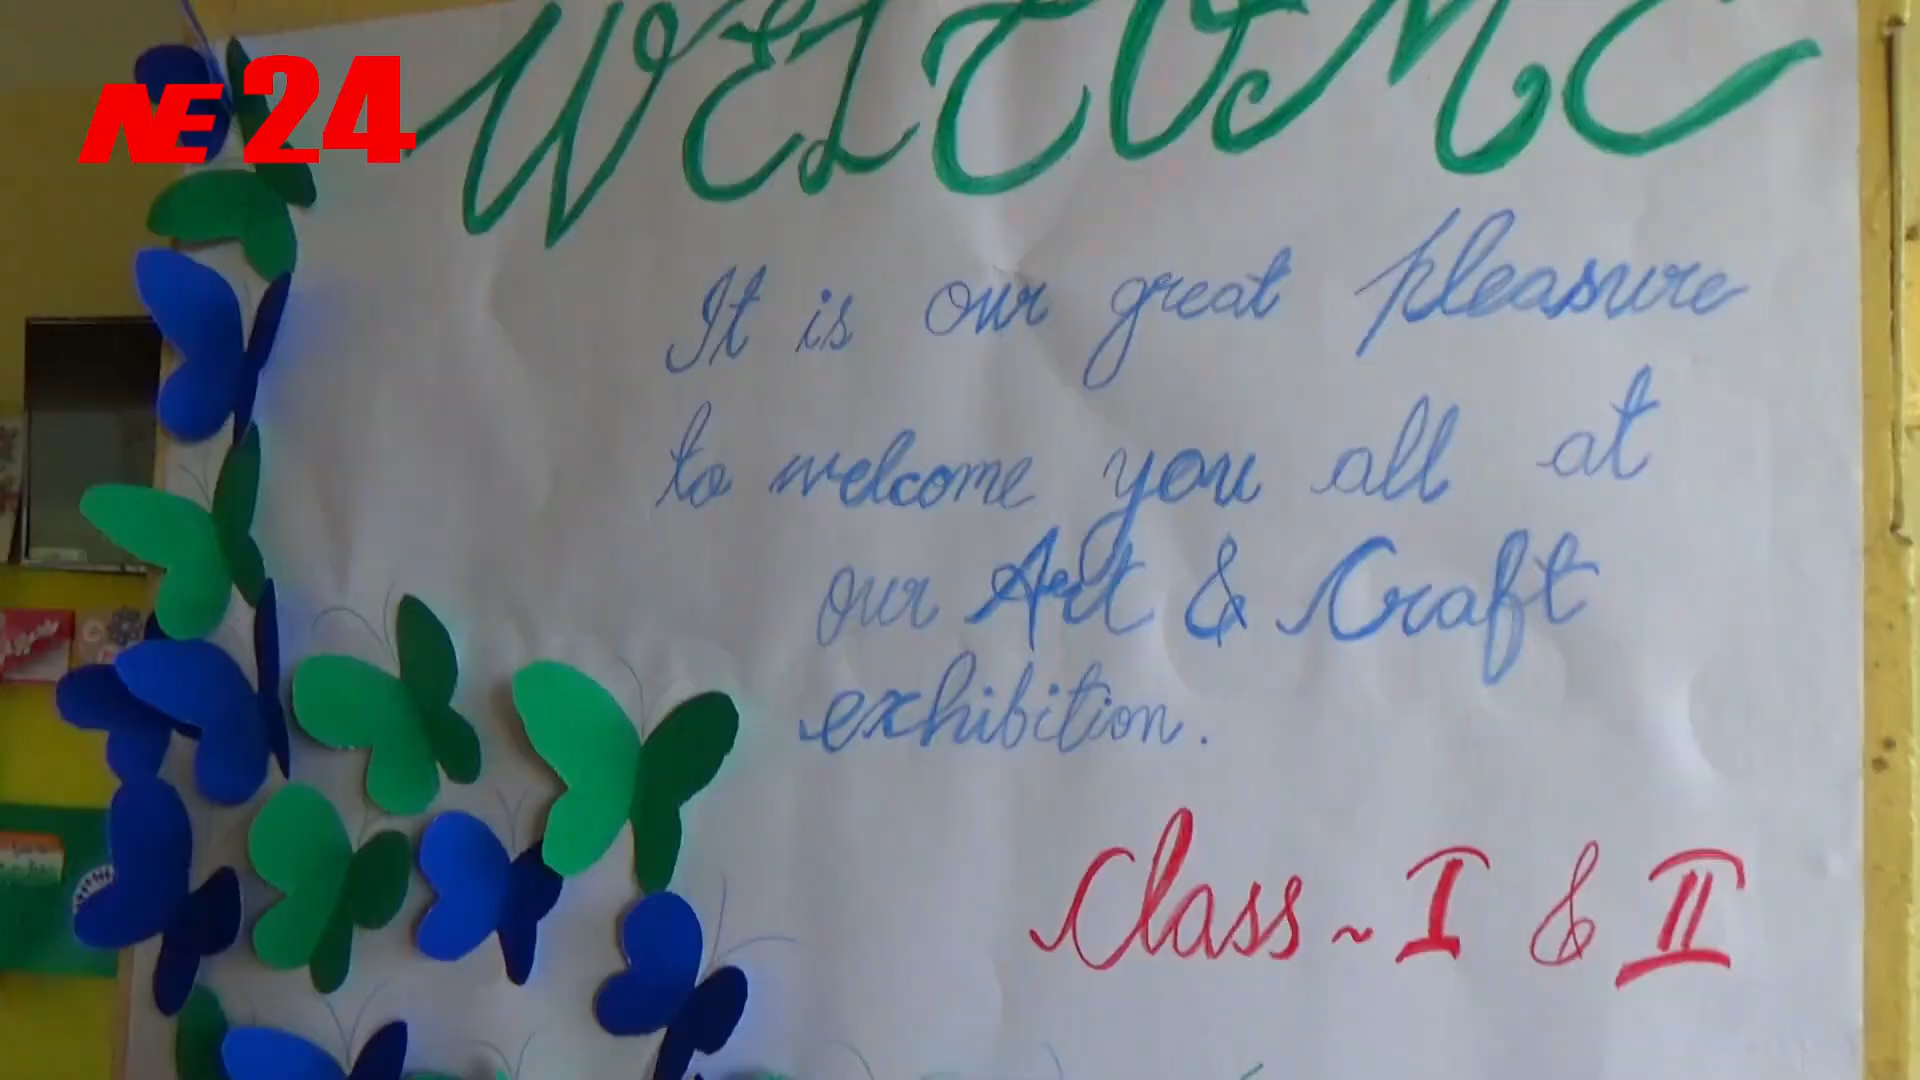 NE 24
WELCOME
It is our great pleasure
to welcome you all at
our Art & Craft
exhibition.
Class ~ I & II